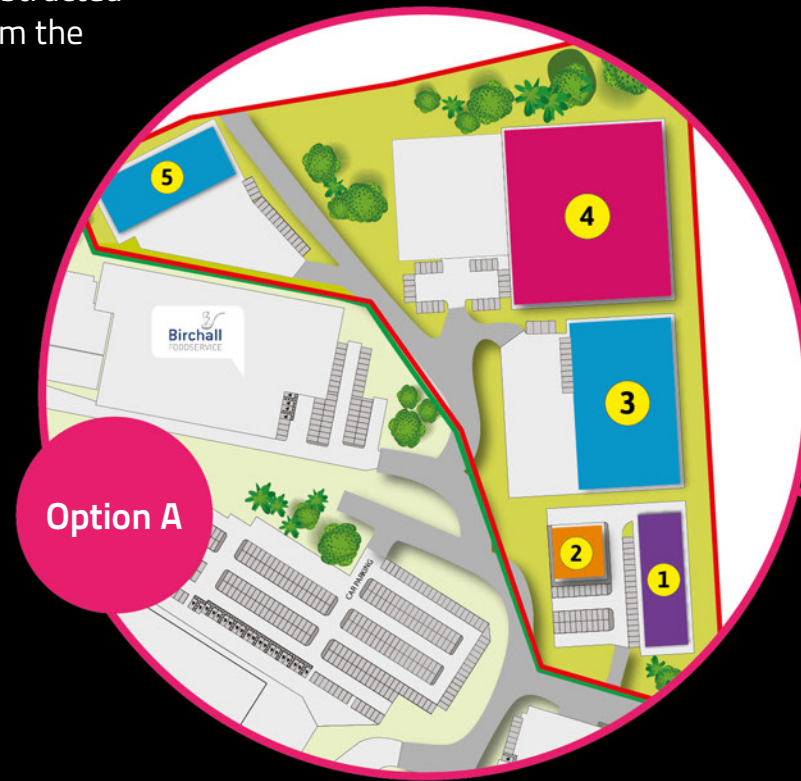 m the
5
4
Birchall
FOODSERVICE
3
Option A
2
1
CAR PARKING